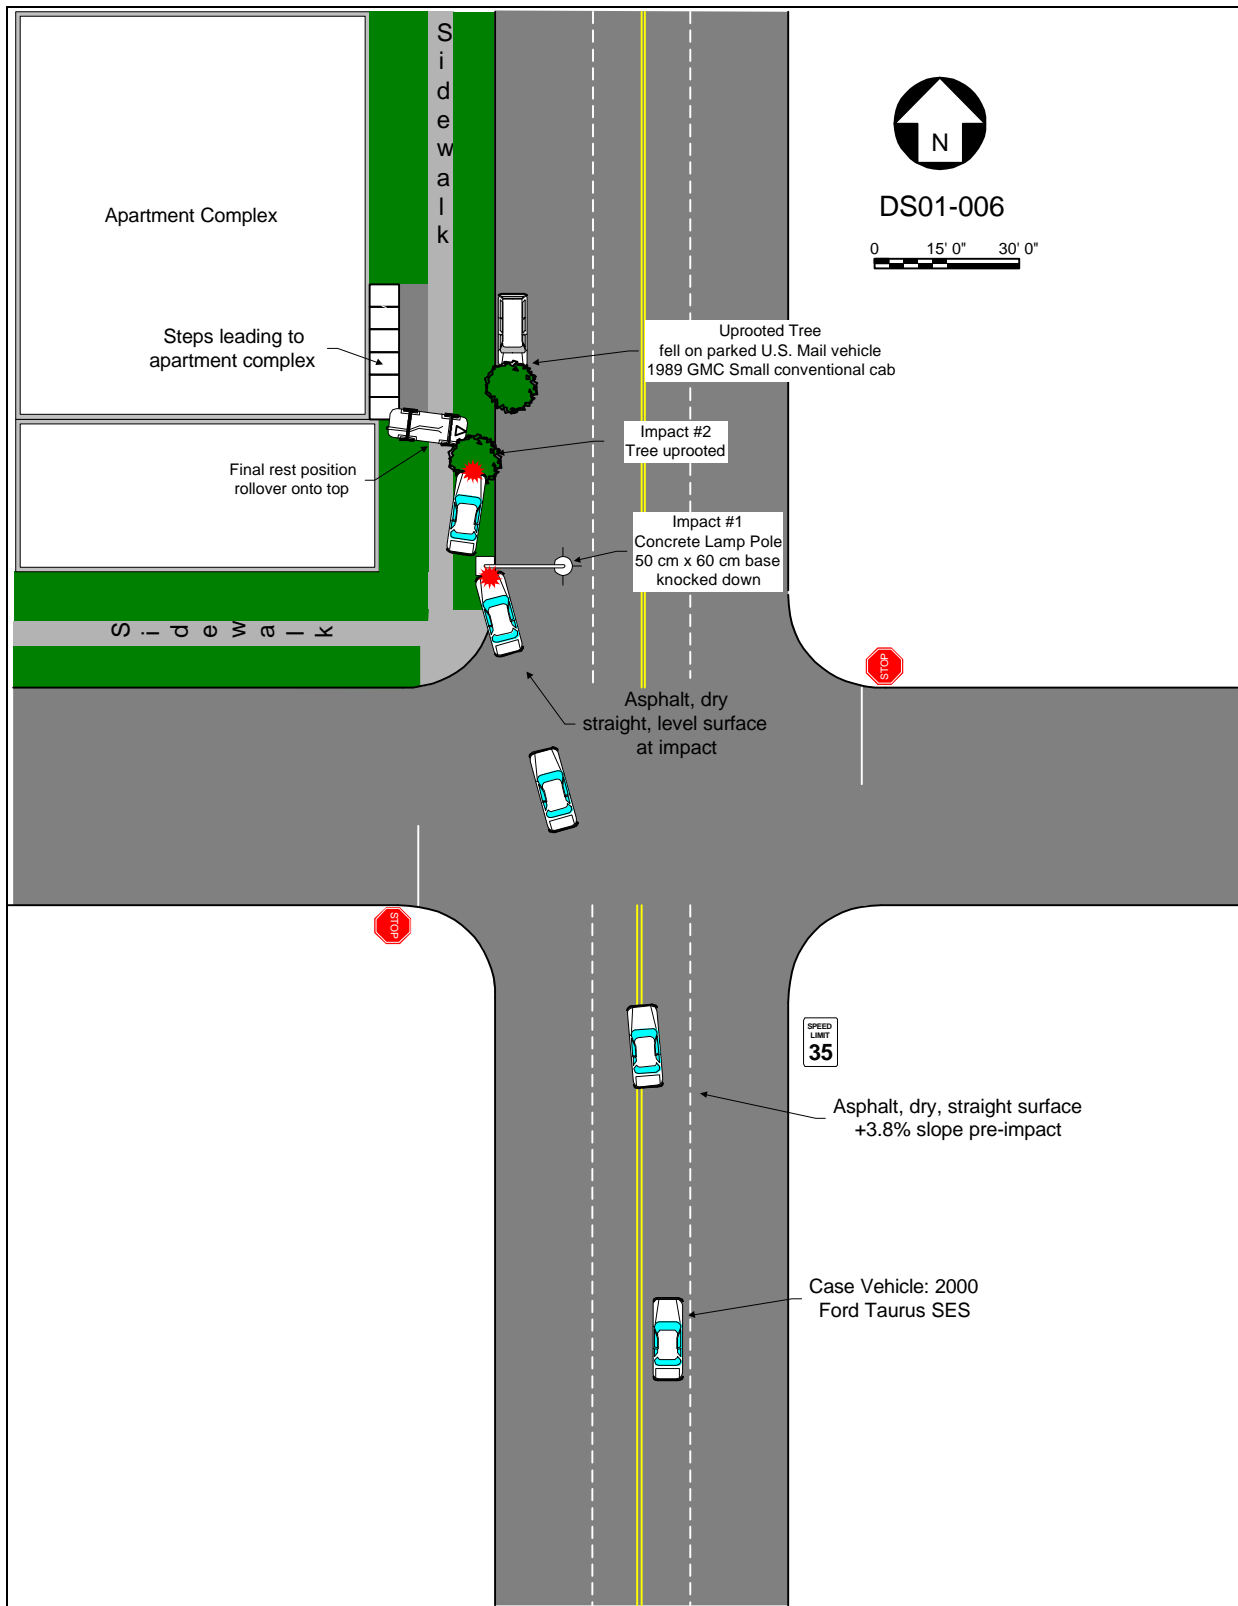 Sidewalk
N
DS01-006
0 15' 0" 30' 0"
Apartment Complex
Steps leading to
apartment complex
Uprooted Tree
fell on parked U.S. Mail vehicle
1989 GMC Small conventional cab
Impact #2
Tree uprooted
Final rest position
rollover onto top
Impact #1
Concrete Lamp Pole
50 cm x 60 cm base
knocked down
Sidewalk
STOP
Asphalt, dry
straight, level surface
at impact
STOP
SPEED
LIMIT
35
Asphalt, dry, straight surface
+3.8% slope pre-impact
Case Vehicle: 2000
Ford Taurus SES